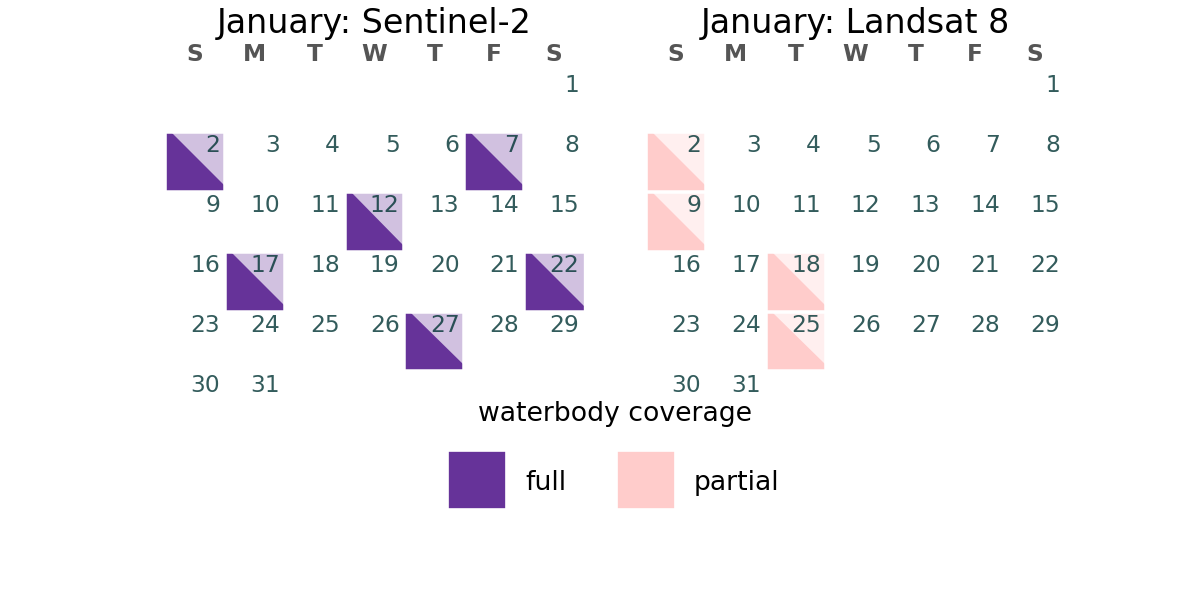 January: Sentinel-2
S M T W T F S
1
2 3 4 5 6 7 8
9 10 11 12 13 14 15
16 17 18 19 20 21 22
23 24 25 26 27 28 29
30 31
January: Landsat 8
S M T W T F S
1
2 3 4 5 6 7 8
9 10 11 12 13 14 15
16 17 18 19 20 21 22
23 24 25 26 27 28 29
30 31
waterbody coverage
full partial